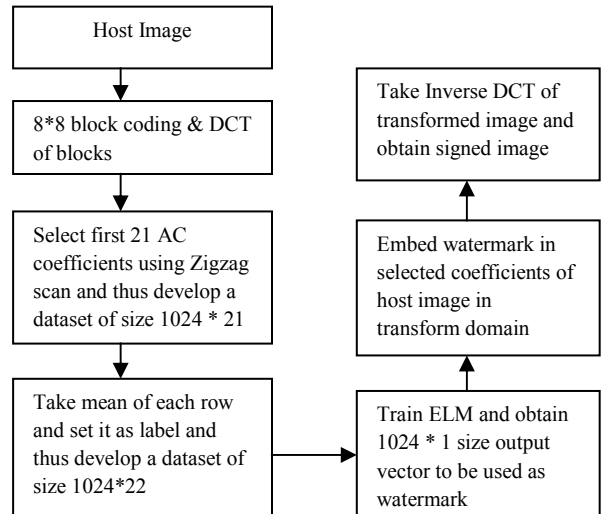 Host Image
8*8 block coding & DCT
of blocks
Select first 21 AC
coefficients using Zigzag
scan and thus develop a
dataset of size 1024 * 21
Take mean of each row
and set it as label and
thus develop a dataset of
size 1024*22
Train ELM and obtain
1024 * 1 size output
vector to be used as
watermark
Embed watermark in
selected coefficients of
host image in
transform domain
Take Inverse DCT of
transformed image and
obtain signed image